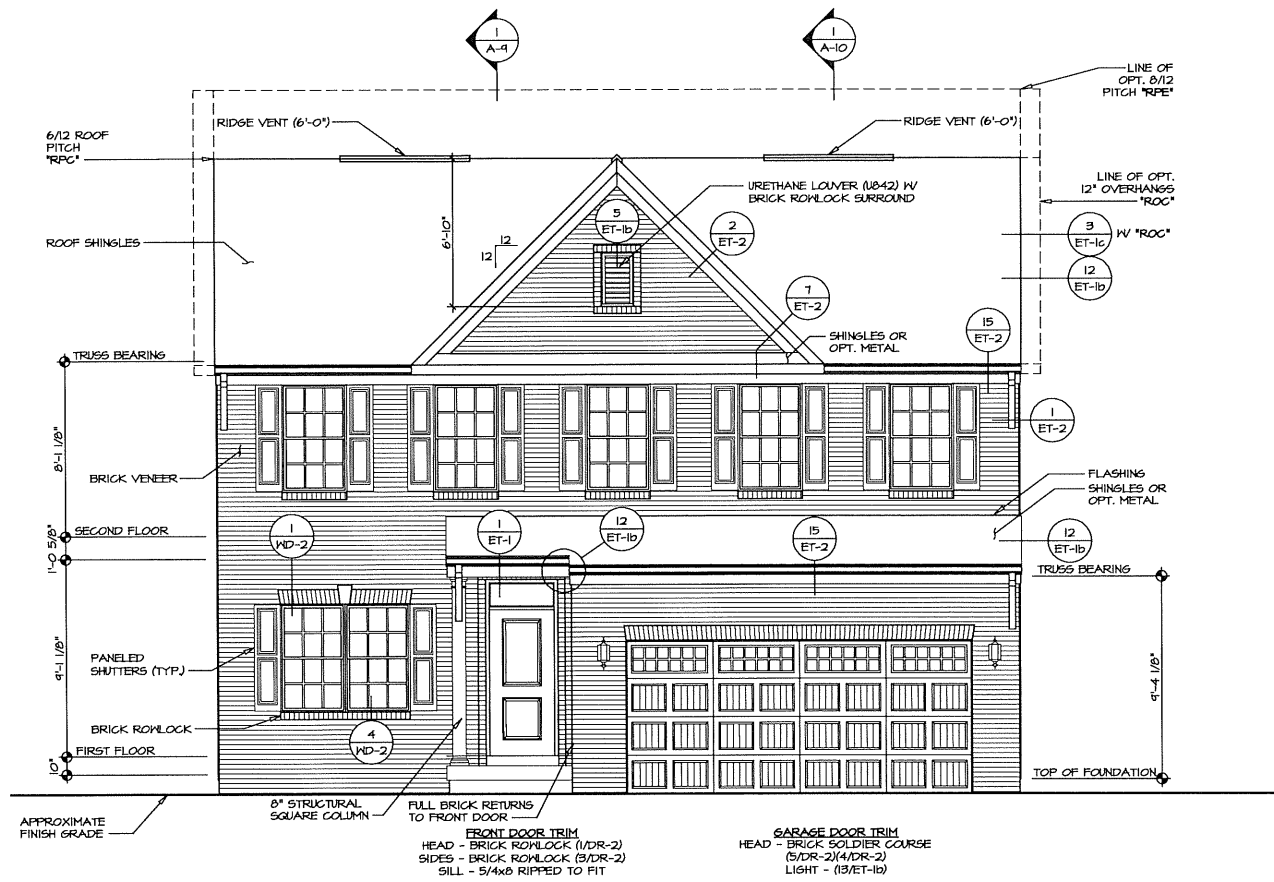 1
A-9
1
A-10
LINE OF
OPT. 8/12
PITCH "RPE"
RIDGE VENT (6'-0")
RIDGE VENT (6'-0")
6/12 ROOF
PITCH
"RPC"
URETHANE LOUVER (U842) W/
BRICK ROWLOCK SURROUND
LINE OF OPT.
12" OVERHANGS
"ROC"
5
ET-1b
2
ET-2
3
ET-1c
W/ "ROC"
6'-10"
12
12
ROOF SHINGLES
12
ET-1b
7
ET-2
15
ET-2
SHINGLES OR
OPT. METAL
TRUSS BEARING
1
ET-2
8'-1 1/8"
BRICK VENEER
FLASHING
SHINGLES OR
OPT. METAL
SECOND FLOOR
1
WD-2
1
ET-1
12
ET-1b
15
ET-2
12
ET-1b
1'-0 5/8"
TRUSS BEARING
9'-1 1/8"
PANELED
SHUTTERS (TYP.)
9'-4 1/8"
BRICK ROWLOCK
4
WD-2
FIRST FLOOR
10"
TOP OF FOUNDATION
APPROXIMATE
FINISH GRADE
8" STRUCTURAL
SQUARE COLUMN
FULL BRICK RETURNS
TO FRONT DOOR
FRONT DOOR TRIM
HEAD - BRICK ROWLOCK (1/DR-2)
SIDES - BRICK ROWLOCK (3/DR-2)
SILL - 5/4x8 RIPPED TO FIT
GARAGE DOOR TRIM
HEAD - BRICK SOLDIER COURSE
(5/DR-2)(4/DR-2)
LIGHT - (13/ET-1b)